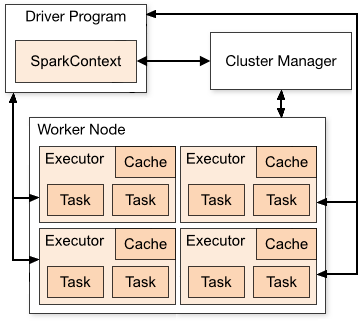 Driver Program
SparkContext
Cluster Manager
Worker Node
Executor Cache
Task Task
Executor Cache
Task Task
Executor Cache
Task Task
Executor Cache
Task Task